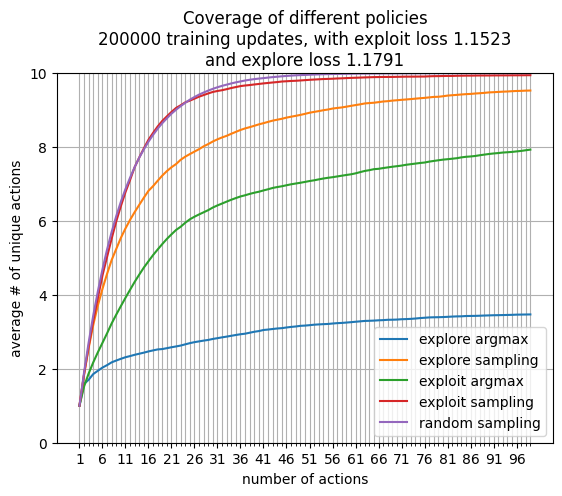 Coverage of different policies
200000 training updates, with exploit loss 1.1523
and explore loss 1.1791
10
8
6
4
2
0
average # of unique actions
explore argmax
explore sampling
exploit argmax
exploit sampling
random sampling
1 6 11 16 21 26 31 36 41 46 51 56 61 66 71 76 81 86 91 96
number of actions